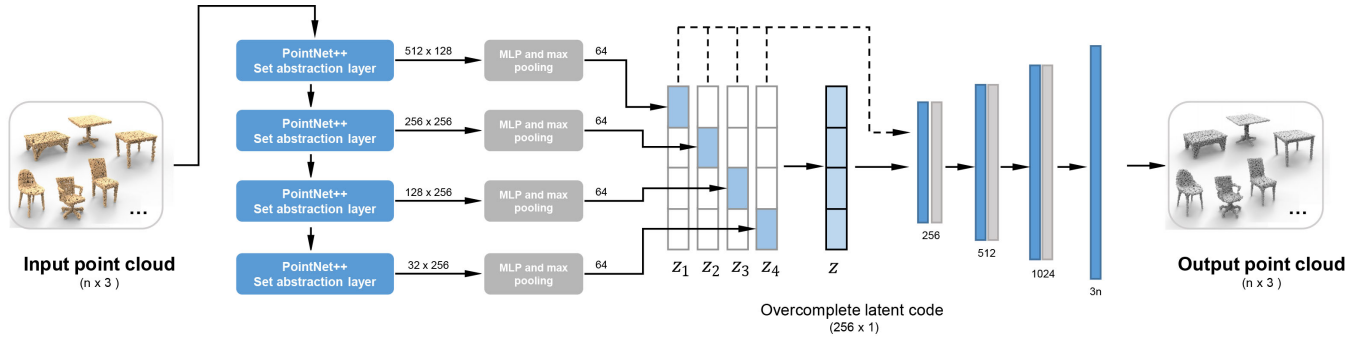 PointNet++
Set abstraction layer
512 x 128
MLP and max
pooling
64
PointNet++
Set abstraction layer
256 x 256
MLP and max
pooling
64
PointNet++
Set abstraction layer
128 x 256
MLP and max
pooling
64
PointNet++
Set abstraction layer
32 x 256
MLP and max
pooling
64
...
Input point cloud
(n x 3 )
z1 z2 z3 z4 z
Overcomplete latent code
(256 x 1)
256
512
1024
3n
...
Output point cloud
(n x 3 )